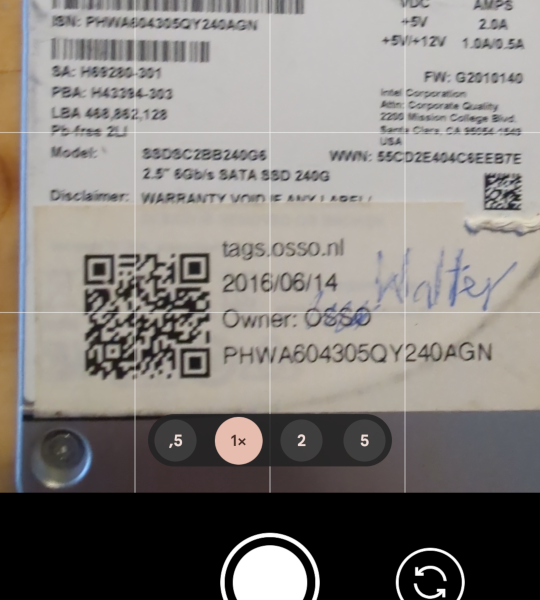 VDC AMPS
ISN: PHWA604305QY240AGN
+5V 2.0A
+5V/+12V 1.0A/0.5A
SA: H69280-301
FW: G2010140
PBA: H43394-303
Intel Corporation
Attn: Corporate Quality
LBA 468,862,128
2200 Mission College Blvd.
Pb-free 2LI
Santa Clara, CA 95054-1549
USA
Model: SSDSC2BB240G6 WWN: 55CD2E404C6EEB7E
2.5" 6Gb/s SATA SSD 240G
Disclaimer: WARRANTY VOID IF ANY LABEL/
tags.osso.nl
2016/06/14 Walter
Owner: OSSO
PHWA604305QY240AGN
,5 1× 2 5